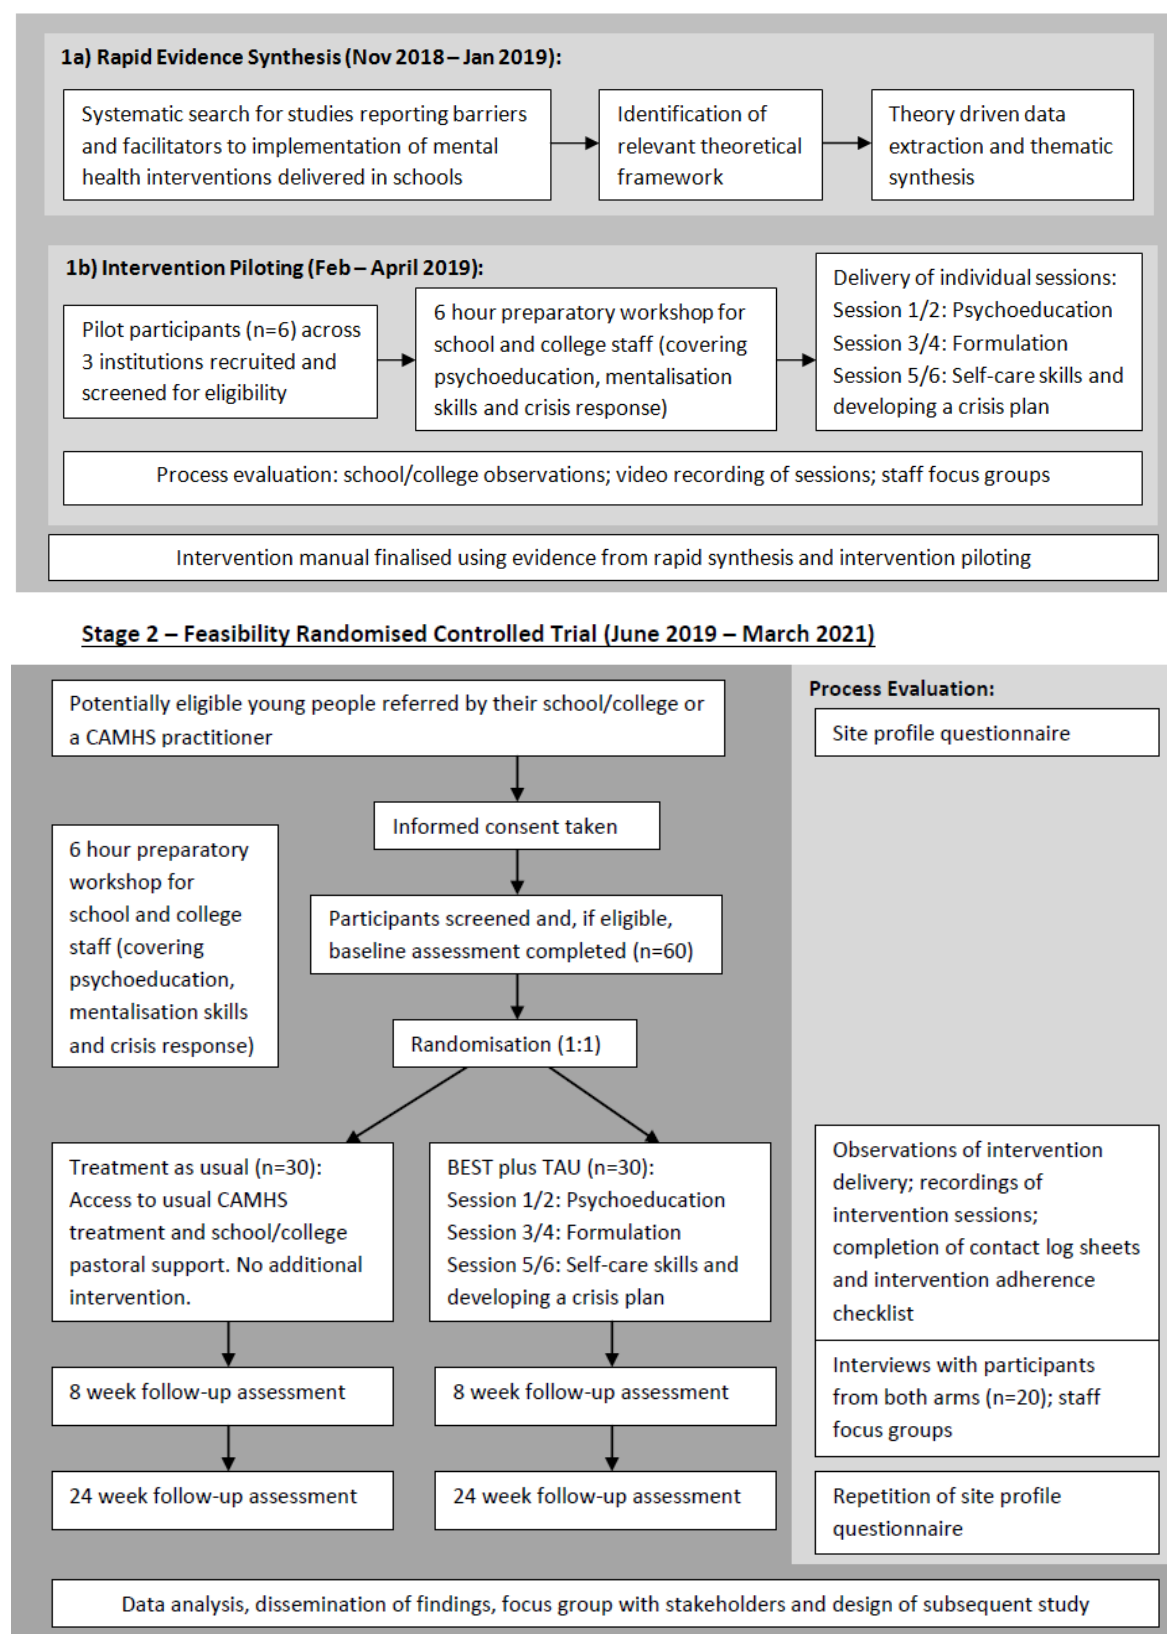 1a) Rapid Evidence Synthesis (Nov 2018 – Jan 2019):
Systematic search for studies reporting barriers
and facilitators to implementation of mental
health interventions delivered in schools
Identification of
relevant theoretical
framework
Theory driven data
extraction and thematic
synthesis
1b) Intervention Piloting (Feb – April 2019):
Pilot participants (n=6) across
3 institutions recruited and
screened for eligibility
6 hour preparatory workshop for
school and college staff (covering
psychoeducation, mentalisation
skills and crisis response)
Delivery of individual sessions:
Session 1/2: Psychoeducation
Session 3/4: Formulation
Session 5/6: Self-care skills and
developing a crisis plan
Process evaluation: school/college observations; video recording of sessions; staff focus groups
Intervention manual finalised using evidence from rapid synthesis and intervention piloting
Stage 2 – Feasibility Randomised Controlled Trial (June 2019 – March 2021)
Potentially eligible young people referred by their school/college or
a CAMHS practitioner
Informed consent taken
6 hour preparatory
workshop for
school and college
staff (covering
psychoeducation,
mentalisation skills
and crisis response)
Participants screened and, if eligible,
baseline assessment completed (n=60)
Randomisation (1:1)
Treatment as usual (n=30):
Access to usual CAMHS
treatment and school/college
pastoral support. No additional
intervention.
BEST plus TAU (n=30):
Session 1/2: Psychoeducation
Session 3/4: Formulation
Session 5/6: Self-care skills and
developing a crisis plan
8 week follow-up assessment
8 week follow-up assessment
24 week follow-up assessment
24 week follow-up assessment
Process Evaluation:
Site profile questionnaire
Observations of intervention
delivery; recordings of
intervention sessions;
completion of contact log sheets
and intervention adherence
checklist
Interviews with participants
from both arms (n=20); staff
focus groups
Repetition of site profile
questionnaire
Data analysis, dissemination of findings, focus group with stakeholders and design of subsequent study